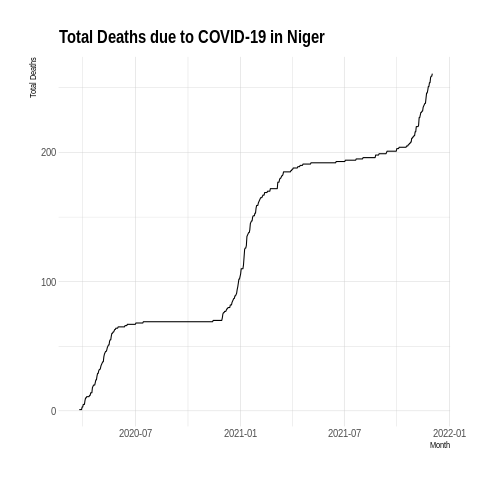 Total Deaths due to COVID-19 in Niger
Total Deaths
200
100
0
2020-07
2021-01
2021-07
2022-01
Month